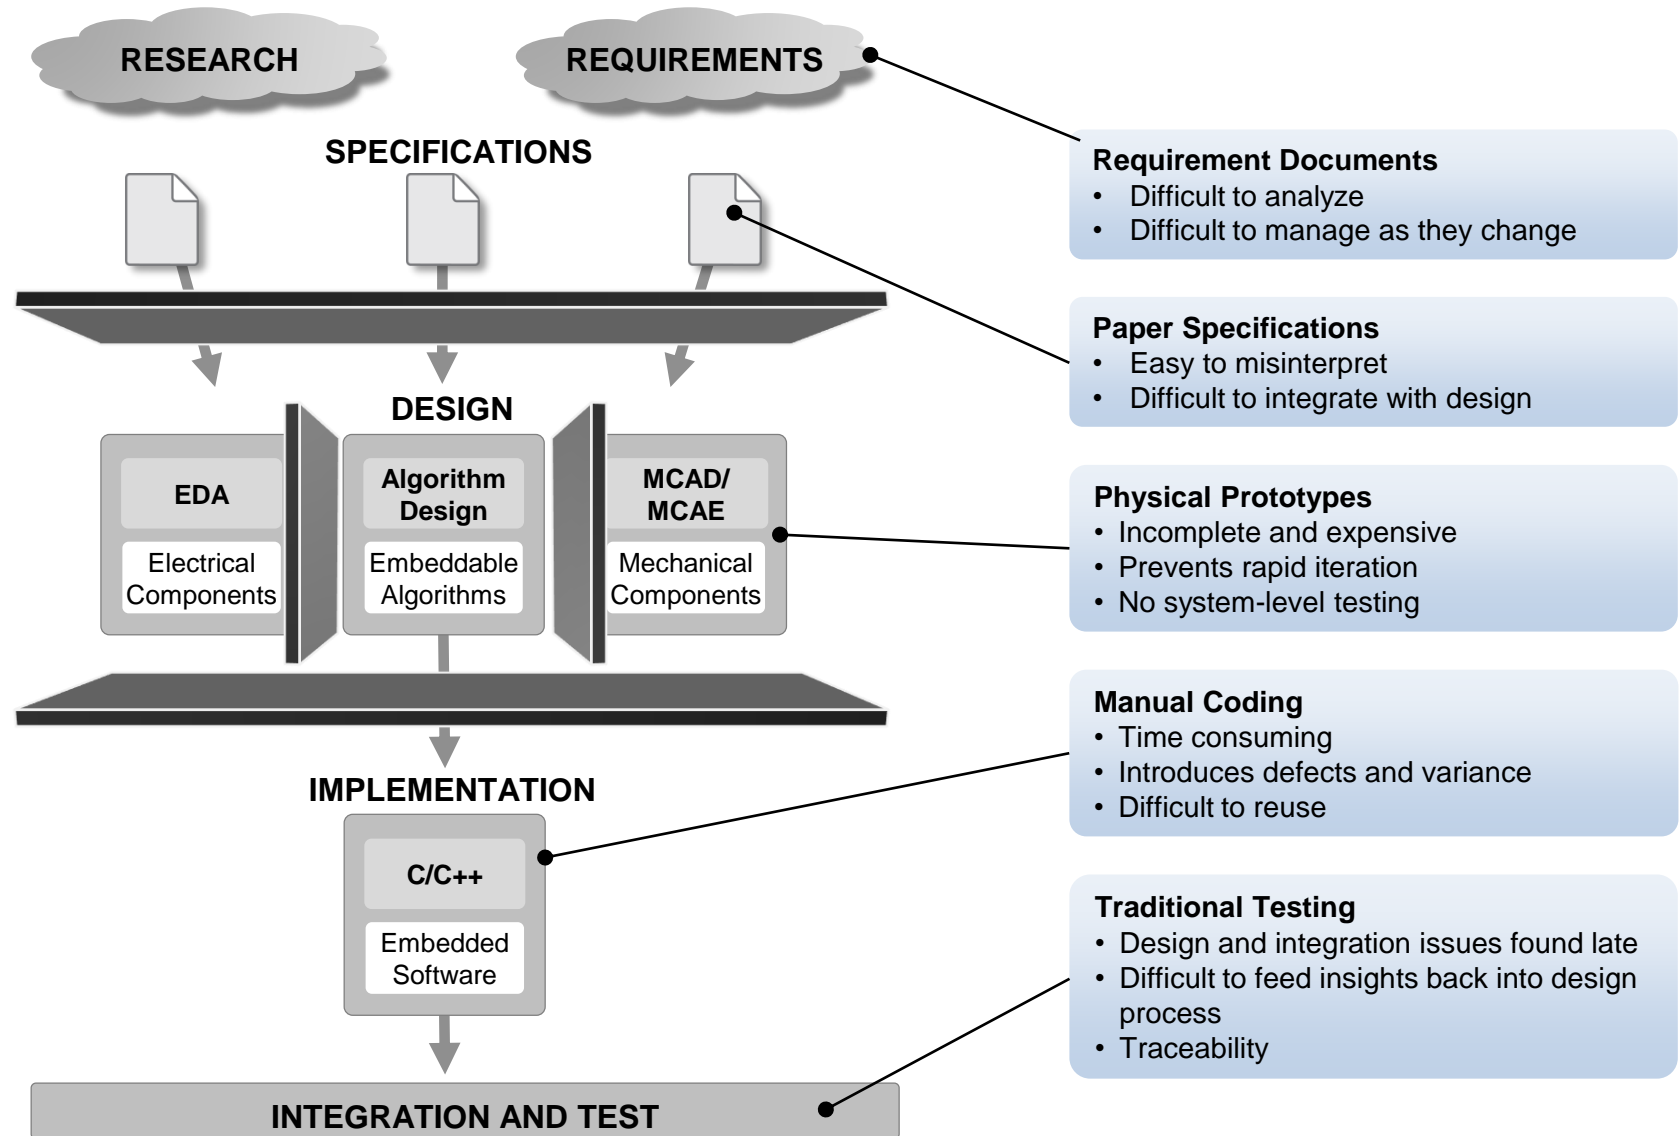 RESEARCH
REQUIREMENTS
SPECIFICATIONS
DESIGN
EDA
Electrical
Components
Algorithm
Design
Embeddable
Algorithms
MCAD/
MCAE
Mechanical
Components
IMPLEMENTATION
C/C++
Embedded
Software
INTEGRATION AND TEST
Requirement Documents
• Difficult to analyze
• Difficult to manage as they change
Paper Specifications
• Easy to misinterpret
• Difficult to integrate with design
Physical Prototypes
• Incomplete and expensive
• Prevents rapid iteration
• No system-level testing
Manual Coding
• Time consuming
• Introduces defects and variance
• Difficult to reuse
Traditional Testing
• Design and integration issues found late
• Difficult to feed insights back into design
process
• Traceability